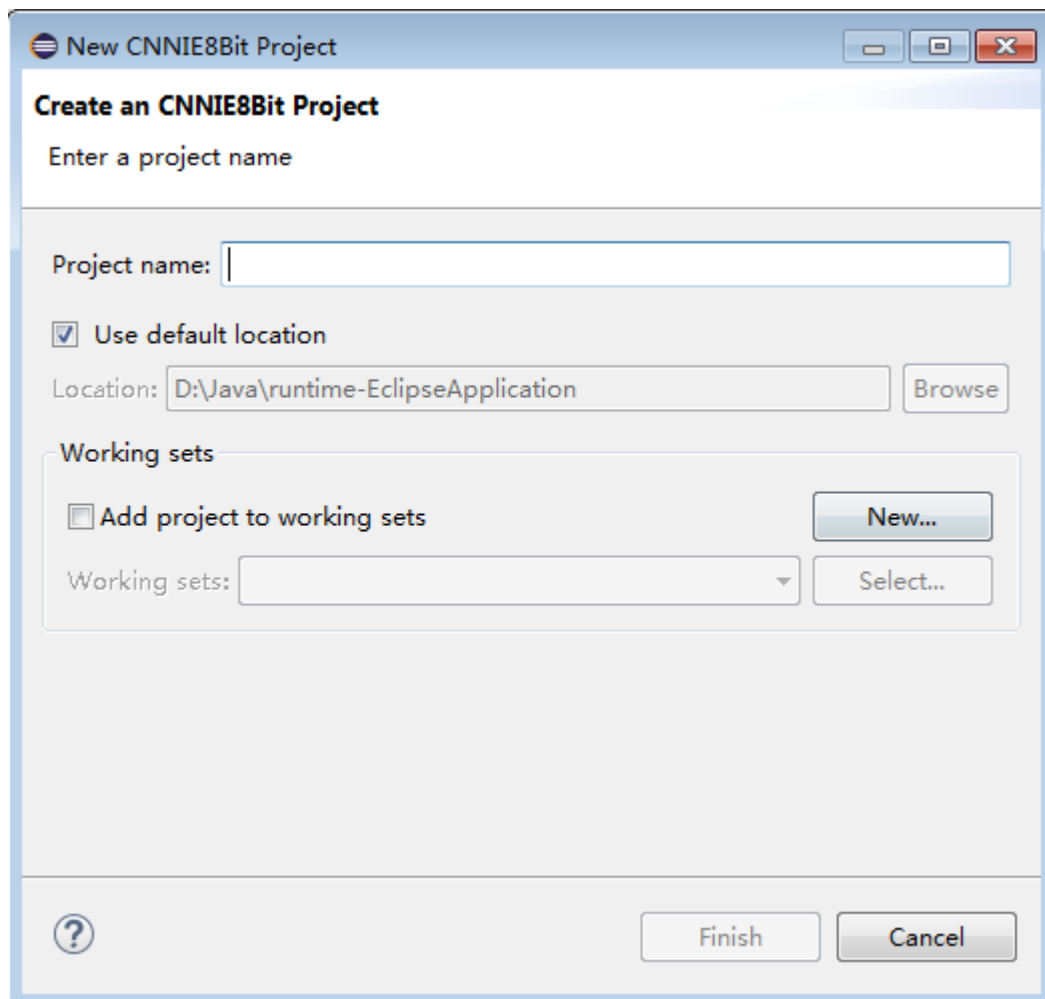 New CNNIE8Bit Project
Create an CNNIE8Bit Project
Enter a project name
Project name:
Use default location
Location: D:\Java\runtime-EclipseApplication Browse
Working sets
Add project to working sets New...
Working sets: Select...
? Finish Cancel